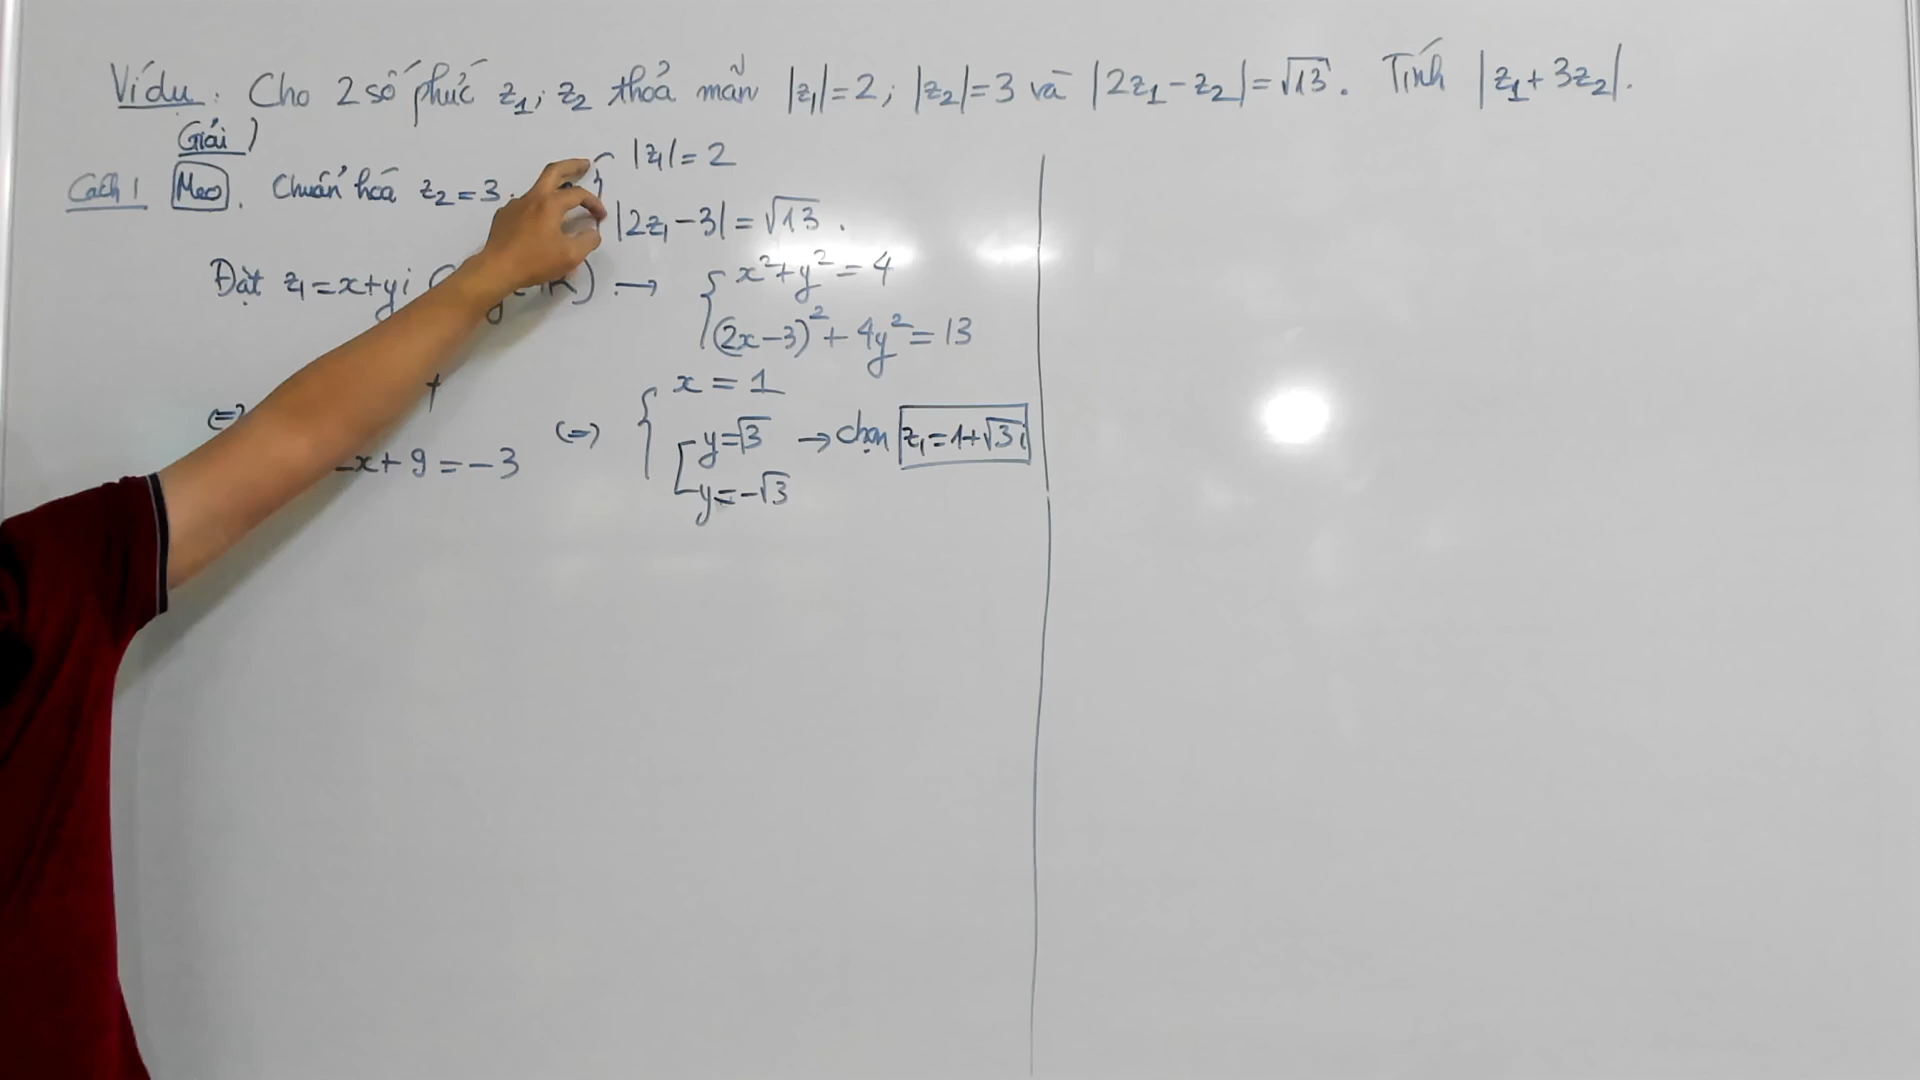 Ví dụ: Cho 2 số phức z₁; z₂ thỏa mãn |z₁|=2; |z₂|=3 và |2z₁-z₂|=√13. Tính |z₁+3z₂|.
Giải)
Cách 1 Mẹo. Chuẩn hoá z₂=3.
|z₁|=2
|2z₁-3|=√13.
Đặt z₁=x+yi → { x²+y²=4
(2x-3)²+4y²=13
⇔
x+9=-3
⇔ { x=1
[ y=√3 → chọn z₁=1+√3i
y=-√3